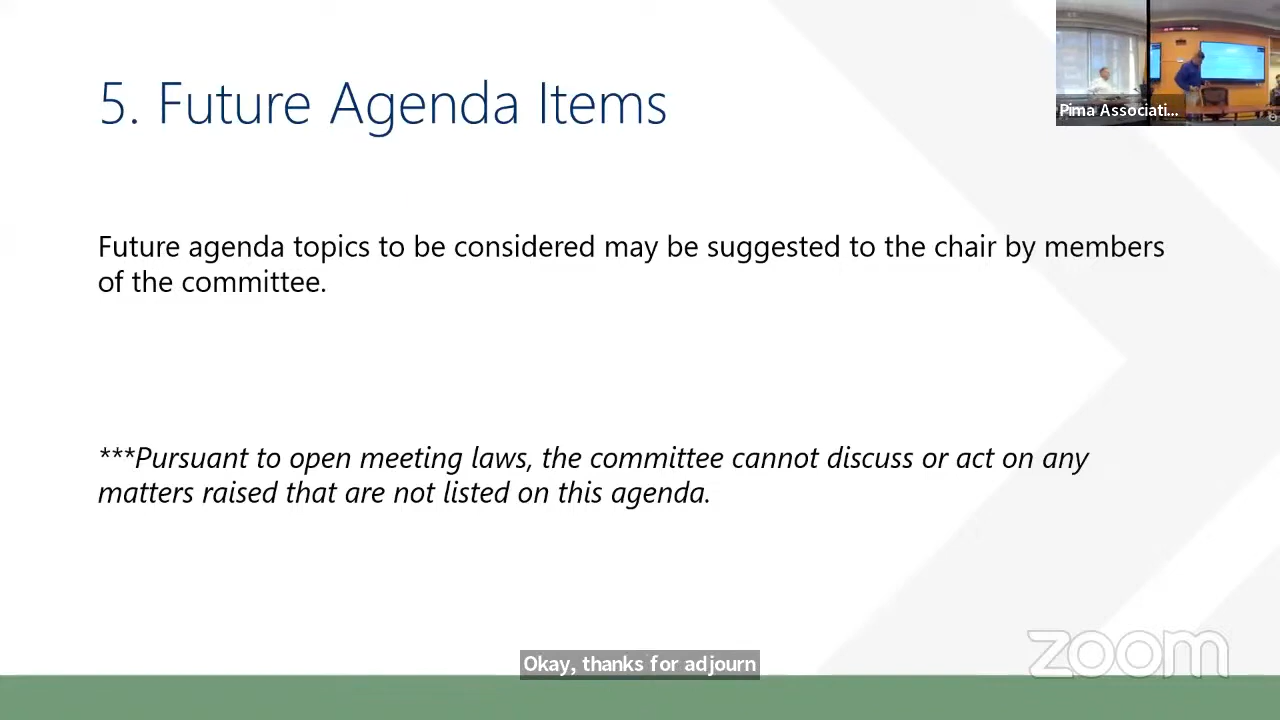 5. Future Agenda Items
Pima Associati...
Future agenda topics to be considered may be suggested to the chair by members
of the committee.
***Pursuant to open meeting laws, the committee cannot discuss or act on any
matters raised that are not listed on this agenda.
Okay, thanks for adjourn
zoom